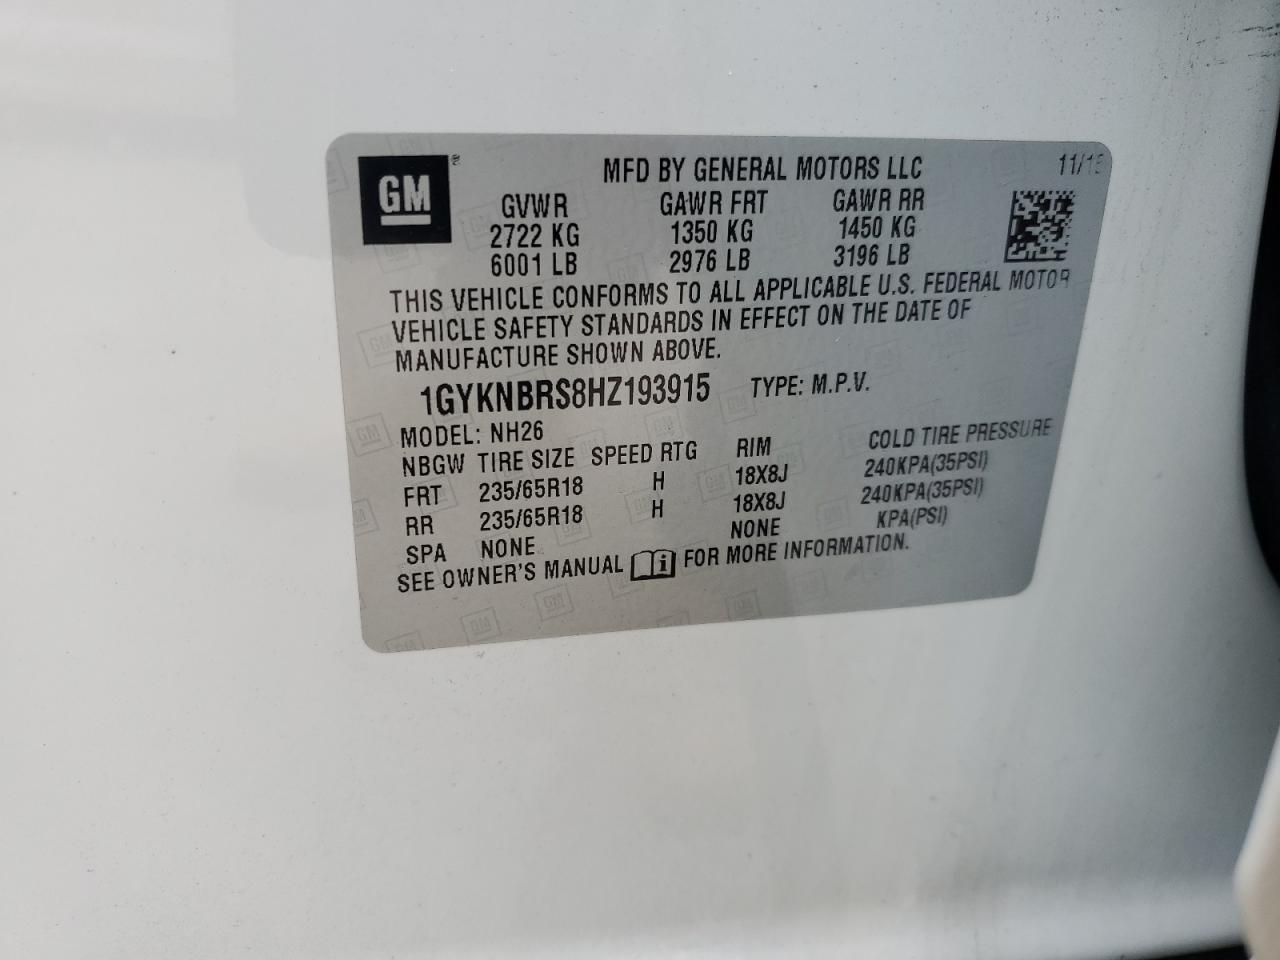 GM ® MFD BY GENERAL MOTORS LLC
GVWR GAWR FRT GAWR RR
2722 KG 1350 KG 1450 KG
6001 LB 2976 LB 3196 LB
THIS VEHICLE CONFORMS TO ALL APPLICABLE U.S. FEDERAL MOTOR
VEHICLE SAFETY STANDARDS IN EFFECT ON THE DATE OF
MANUFACTURE SHOWN ABOVE.
1GYKNBRS8HZ193915 TYPE: M.P.V.
MODEL: NH26
NBGW TIRE SIZE SPEED RTG RIM COLD TIRE PRESSURE
FRT 235/65R18 H 18X8J 240KPA(35PSI)
RR 235/65R18 H 18X8J 240KPA(35PSI)
SPA NONE NONE KPA(PSI)
SEE OWNER'S MANUAL FOR MORE INFORMATION.